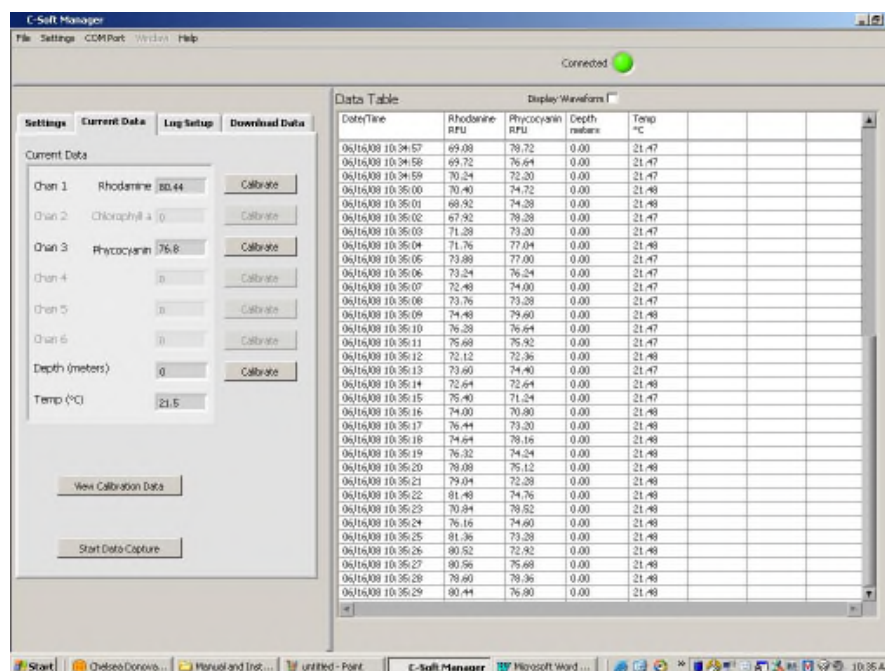 C-Soft Manager
File Settings COM Port Window Help
Connected
Settings Current Data Log Setup Download Data
Current Data
Chan 1 Rhodamine 80.44 Calibrate
Chan 2 Chlorophyll a 0 Calibrate
Chan 3 Phycocyanin 76.8 Calibrate
Chan 4 0 Calibrate
Chan 5 0 Calibrate
Chan 6 0 Calibrate
Depth (meters) 0 Calibrate
Temp (°C) 21.5
View Calibration Data
Start Data Capture
Data Table Display Waveform
Date/Time Rhodamine RFU Phycocyanin RFU Depth meters Temp °C
06/16/08 10:34:57 69.08 78.72 0.00 21.47
06/16/08 10:34:58 69.72 76.64 0.00 21.47
06/16/08 10:34:59 70.24 72.20 0.00 21.47
06/16/08 10:35:00 70.40 74.72 0.00 21.48
06/16/08 10:35:01 68.92 74.28 0.00 21.48
06/16/08 10:35:02 67.92 78.28 0.00 21.47
06/16/08 10:35:03 71.28 73.20 0.00 21.47
06/16/08 10:35:04 71.76 77.04 0.00 21.48
06/16/08 10:35:05 73.88 77.00 0.00 21.48
06/16/08 10:35:06 73.24 76.24 0.00 21.47
06/16/08 10:35:07 72.48 74.00 0.00 21.47
06/16/08 10:35:08 73.76 73.28 0.00 21.47
06/16/08 10:35:09 74.48 79.60 0.00 21.48
06/16/08 10:35:10 76.28 76.64 0.00 21.47
06/16/08 10:35:11 75.68 75.92 0.00 21.47
06/16/08 10:35:12 72.12 72.36 0.00 21.48
06/16/08 10:35:13 73.60 74.40 0.00 21.47
06/16/08 10:35:14 72.64 72.64 0.00 21.48
06/16/08 10:35:15 75.40 71.24 0.00 21.47
06/16/08 10:35:16 74.00 70.80 0.00 21.48
06/16/08 10:35:17 76.44 73.20 0.00 21.48
06/16/08 10:35:18 74.64 78.16 0.00 21.48
06/16/08 10:35:19 76.32 74.24 0.00 21.48
06/16/08 10:35:20 78.08 75.12 0.00 21.48
06/16/08 10:35:21 79.04 72.28 0.00 21.48
06/16/08 10:35:22 81.48 74.76 0.00 21.48
06/16/08 10:35:23 70.84 78.52 0.00 21.48
06/16/08 10:35:24 76.16 74.60 0.00 21.48
06/16/08 10:35:25 81.36 73.28 0.00 21.48
06/16/08 10:35:26 80.52 72.92 0.00 21.48
06/16/08 10:35:27 80.56 75.68 0.00 21.48
06/16/08 10:35:28 78.60 78.36 0.00 21.48
06/16/08 10:35:29 80.44 76.80 0.00 21.48
Start Chelsea Donova... Manual and Inst... untitled - Paint C-Soft Manager Microsoft Word ... 10:35 A